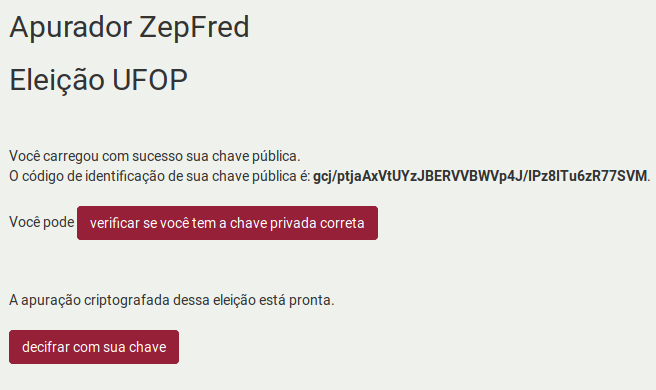 Apurador ZepFred
Eleição UFOP
Você carregou com sucesso sua chave pública.
O código de identificação de sua chave pública é: gcj/ptjaAxVtUYzJBERVVBWVp4J/IPz8ITu6zR77SVM.
Você pode verificar se você tem a chave privada correta
A apuração criptografada dessa eleição está pronta.
decifrar com sua chave